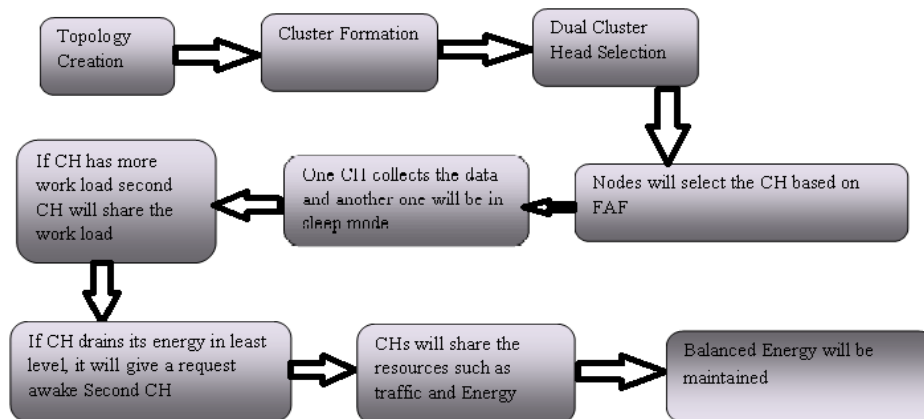 Topology
Creation
Cluster Formation
Dual Cluster
Head Selection
Nodes will select the CH based on
FAF
One CH collects the data
and another one will be in
sleep mode
If CH has more
work load second
CH will share the
work load
If CH drains its energy in least
level, it will give a request
awake Second CH
CHs will share the
resources such as
traffic and Energy
Balanced Energy will be
maintained